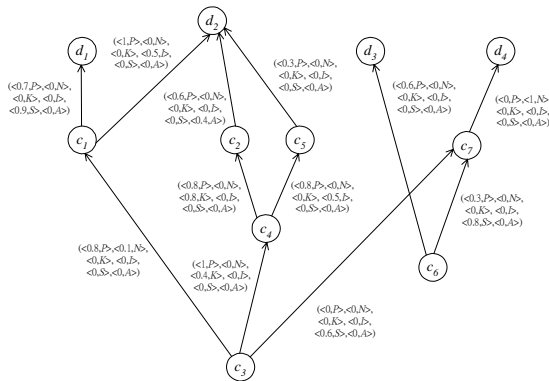 (<1,P>,<0,N>,
<0,K>, <0.5,I>,
<0,S>,<0,A>)
d1
d2
d3
d4
(<0.3,P>,<0,N>,
<0,K>, <0,I>,
<0,S>,<0,A>)
(<0.7,P>,<0,N>,
<0,K>, <0,I>,
<0.9,S>,<0,A>)
(<0.6,P>,<0,N>,
<0,K>, <0,I>,
<0,S>,<0.4,A>)
(<0.6,P>,<0,N>,
<0,K>, <0,I>,
<0,S>,<0,A>)
(<0,P>,<1,N>,
<0,K>, <0,I>,
<0,S>,<0,A>)
c1
c2
c5
c7
(<0.8,P>,<0,N>,
<0.8,K>, <0,I>,
<0,S>,<0,A>)
(<0.8,P>,<0,N>,
<0,K>, <0.5,I>,
<0,S>,<0,A>)
(<0.3,P>,<0,N>,
<0,K>, <0,I>,
<0.8,S>,<0,A>)
c4
c6
(<0.8,P>,<0.1,N>,
<0,K>, <0,I>,
<0,S>,<0,A>)
(<1,P>,<0,N>,
<0.4,K>, <0,I>,
<0,S>,<0,A>)
(<0,P>,<0,N>,
<0,K>, <0,I>,
<0.6,S>,<0,A>)
c3